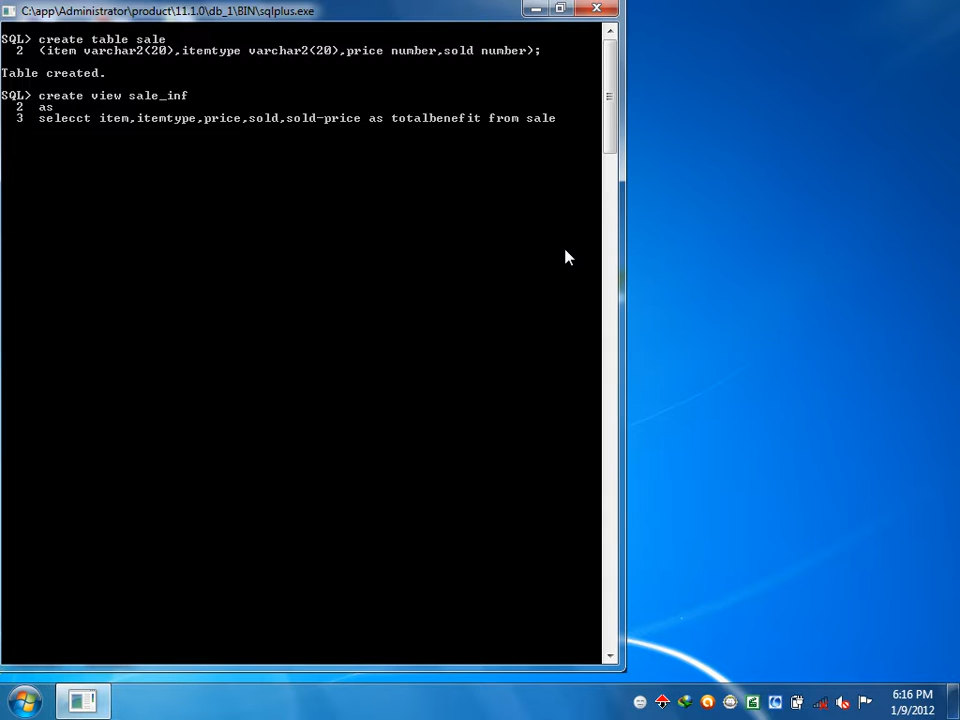 C:\app\Administrator\product\11.1.0\db_1\BIN\sqlplus.exe
SQL> create table sale
2 (item varchar2(20),itemtype varchar2(20),price number,sold number);
Table created.
SQL> create view sale_inf
2 as
3 selecct item,itemtype,price,sold,sold-price as totalbenefit from sale
6:16 PM
1/9/2012